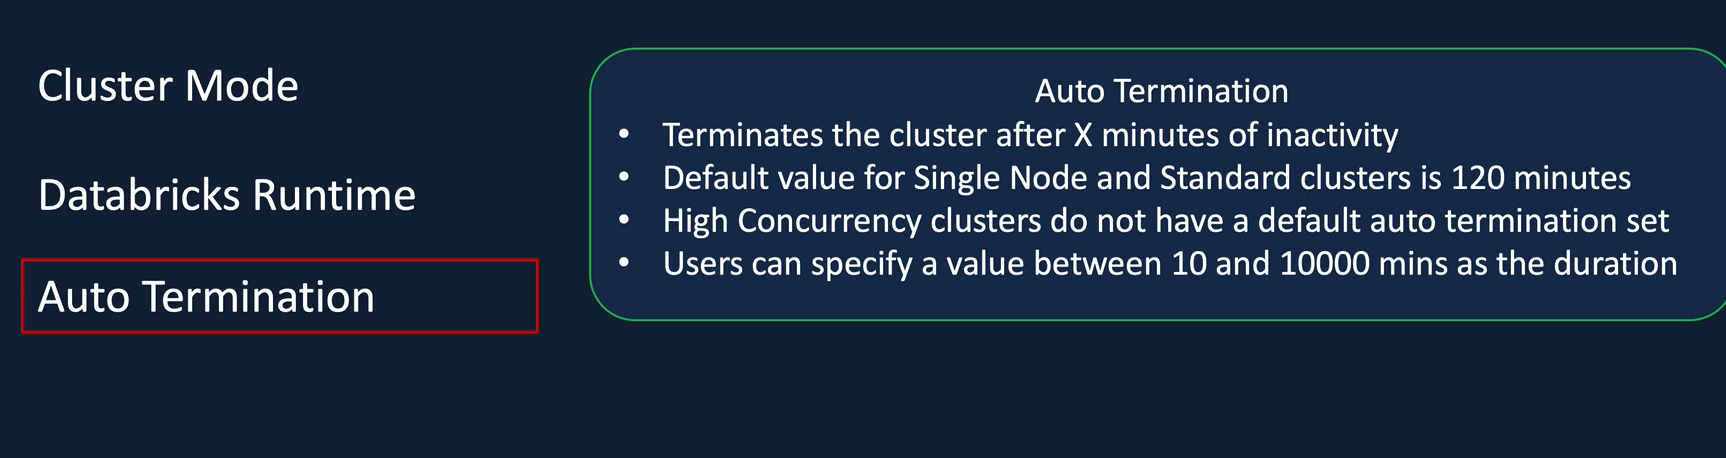 Cluster Mode
Databricks Runtime
Auto Termination
Auto Termination
• Terminates the cluster after X minutes of inactivity
• Default value for Single Node and Standard clusters is 120 minutes
• High Concurrency clusters do not have a default auto termination set
• Users can specify a value between 10 and 10000 mins as the duration